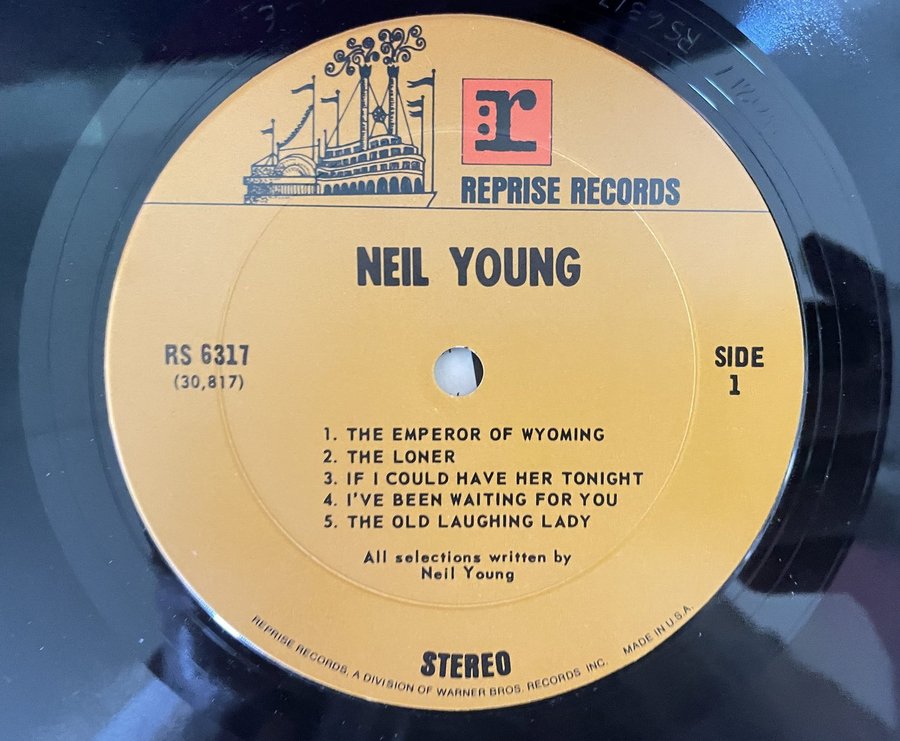 :r
REPRISE RECORDS
NEIL YOUNG
RS 6317
(30,817)
SIDE
1
1. THE EMPEROR OF WYOMING
2. THE LONER
3. IF I COULD HAVE HER TONIGHT
4. I'VE BEEN WAITING FOR YOU
5. THE OLD LAUGHING LADY
All selections written by
Neil Young
STEREO
REPRISE RECORDS, A DIVISION OF WARNER BROS. RECORDS INC. MADE IN U.S.A.